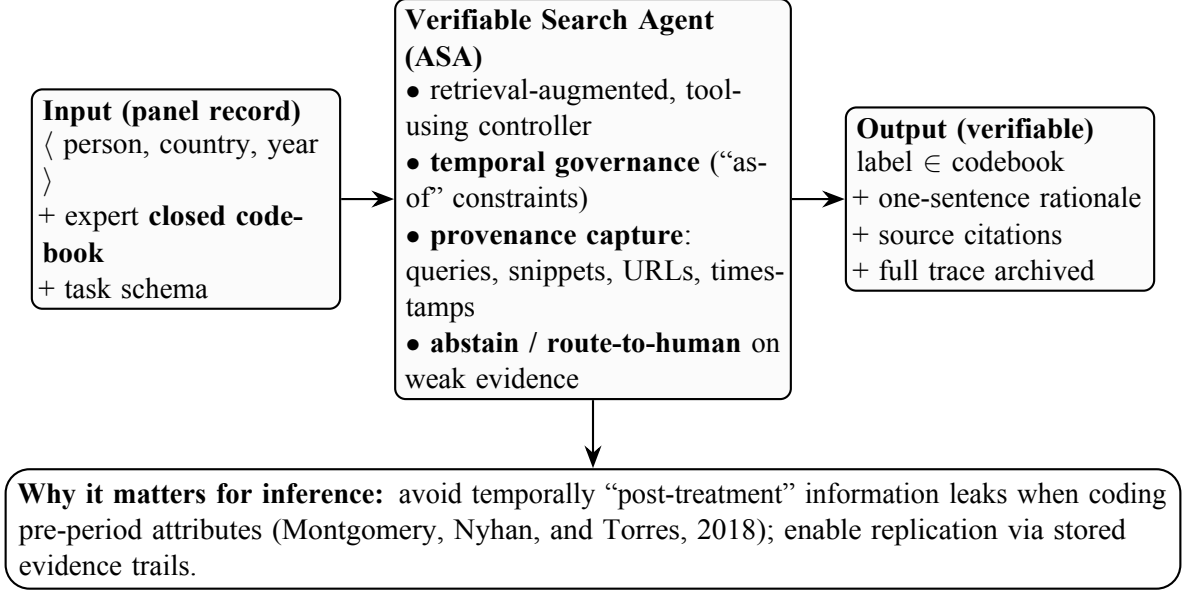 Input (panel record)
⟨ person, country, year
⟩
+ expert closed code-
book
+ task schema
Verifiable Search Agent
(ASA)
• retrieval-augmented, tool-
using controller
• temporal governance (“as-
of” constraints)
• provenance capture:
queries, snippets, URLs, times-
tamps
• abstain / route-to-human on
weak evidence
Output (verifiable)
label ∈ codebook
+ one-sentence rationale
+ source citations
+ full trace archived
Why it matters for inference: avoid temporally “post-treatment” information leaks when coding
pre-period attributes (Montgomery, Nyhan, and Torres, 2018); enable replication via stored
evidence trails.